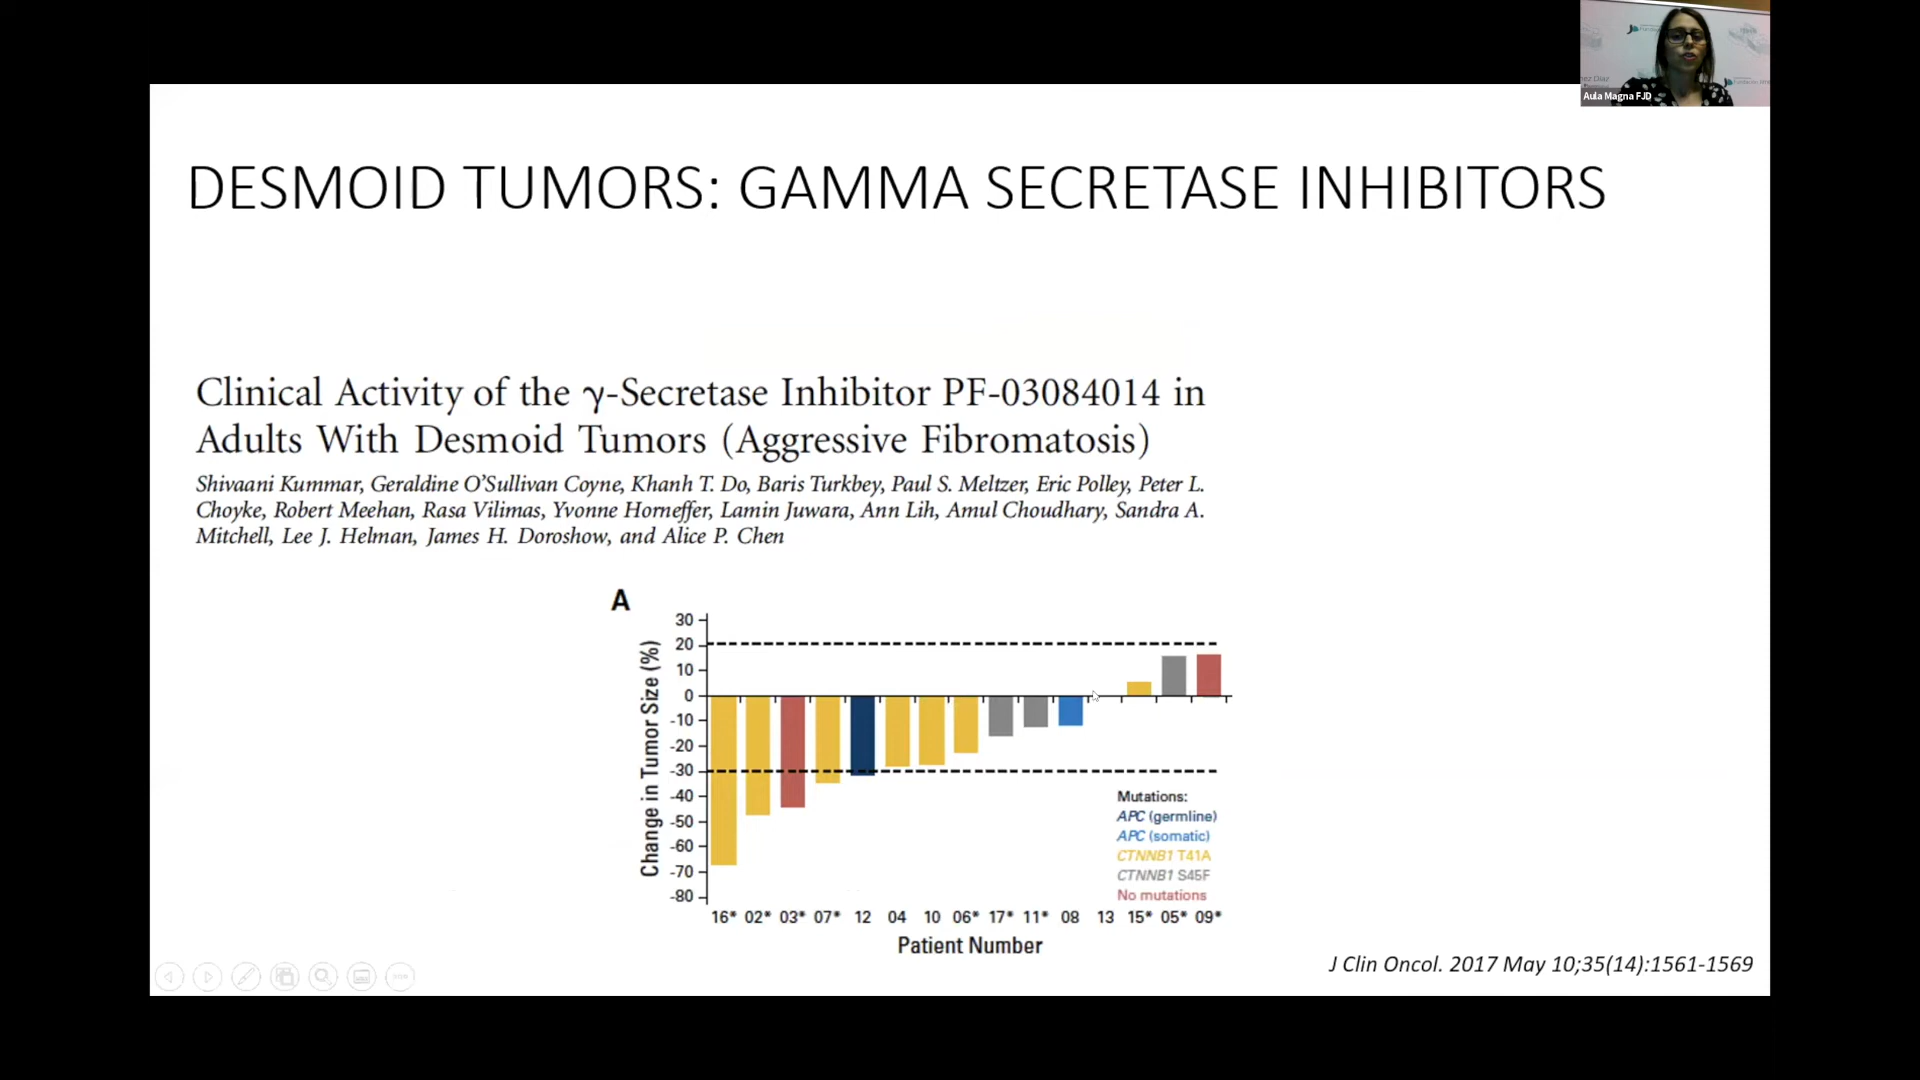 Aula Magna FJD
DESMOID TUMORS: GAMMA SECRETASE INHIBITORS
Clinical Activity of the γ-Secretase Inhibitor PF-03084014 in
Adults With Desmoid Tumors (Aggressive Fibromatosis)
Shivaani Kummar, Geraldine O'Sullivan Coyne, Khanh T. Do, Baris Turkbey, Paul S. Meltzer, Eric Polley, Peter L.
Choyke, Robert Meehan, Rasa Vilimas, Yvonne Horneffer, Lamin Juwara, Ann Lih, Amul Choudhary, Sandra A.
Mitchell, Lee J. Helman, James H. Doroshow, and Alice P. Chen
A
Change in Tumor Size (%)
30
20
10
0
-10
-20
-30
-40
-50
-60
-70
-80
Mutations:
APC (germline)
APC (somatic)
CTNNB1 T41A
CTNNB1 S45F
No mutations
16* 02* 03* 07* 12 04 10 06* 17* 11* 08 13 15* 05* 09*
Patient Number
J Clin Oncol. 2017 May 10;35(14):1561-1569